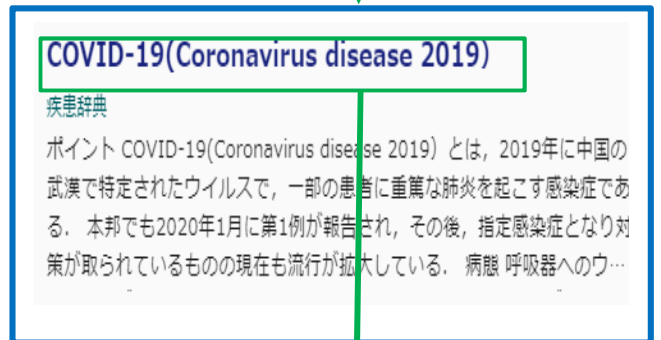 COVID-19(Coronavirus disease 2019)
疾患辞典
ポイント COVID-19(Coronavirus disease 2019) とは，2019年に中国の
武漢で特定されたウイルスで，一部の患者に重篤な肺炎を起こす感染症であ
る． 本邦でも2020年1月に第1例が報告され，その後，指定感染症となり対
策が取られているものの現在も流行が拡大している． 病態 呼吸器へのウ…